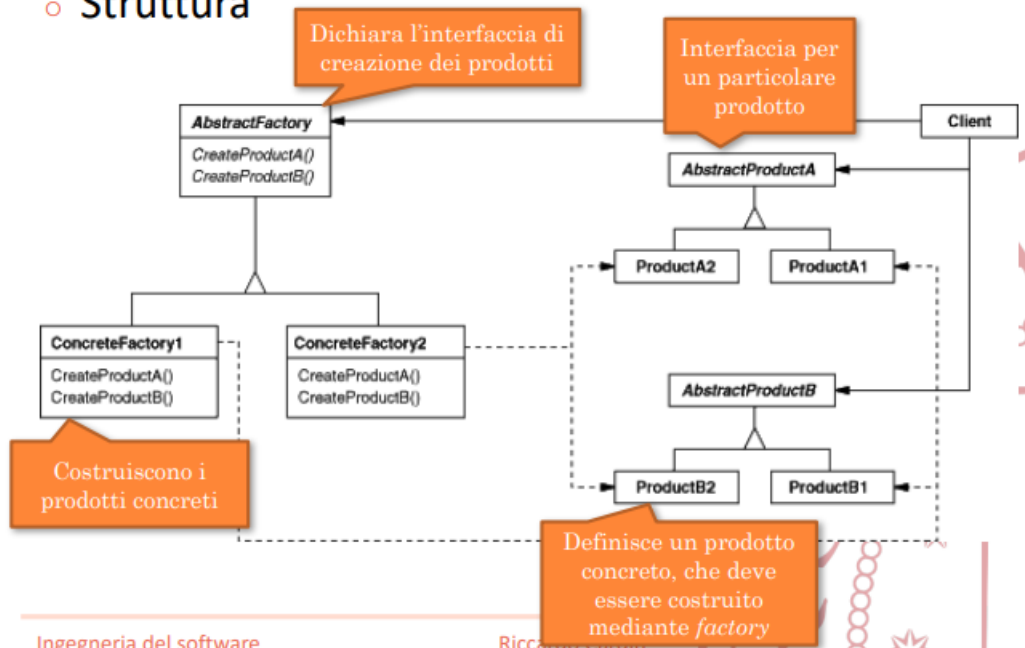 Struttura
Dichiara l'interfaccia di
creazione dei prodotti
Interfaccia per
un particolare
prodotto
AbstractFactory
CreateProductA()
CreateProductB()
Client
AbstractProductA
ProductA2
ProductA1
ConcreteFactory1
CreateProductA()
CreateProductB()
ConcreteFactory2
CreateProductA()
CreateProductB()
AbstractProductB
ProductB2
ProductB1
Costruiscono i
prodotti concreti
Definisce un prodotto
concreto, che deve
essere costruito
mediante factory
Ingegneria del software